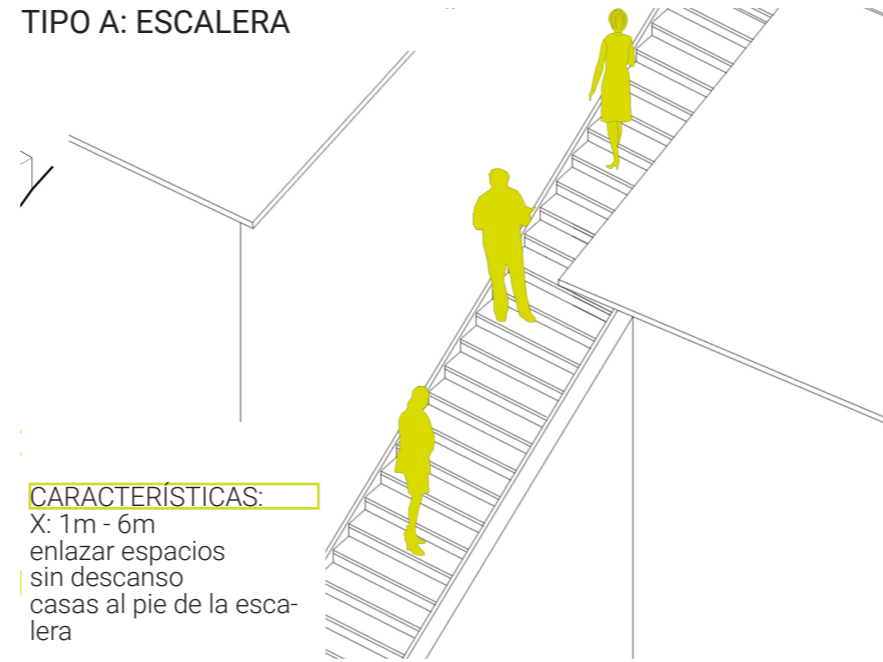 TIPO A: ESCALERA
CARACTERÍSTICAS:
X: 1m - 6m
enlazar espacios
sin descanso
casas al pie de la esca-
lera